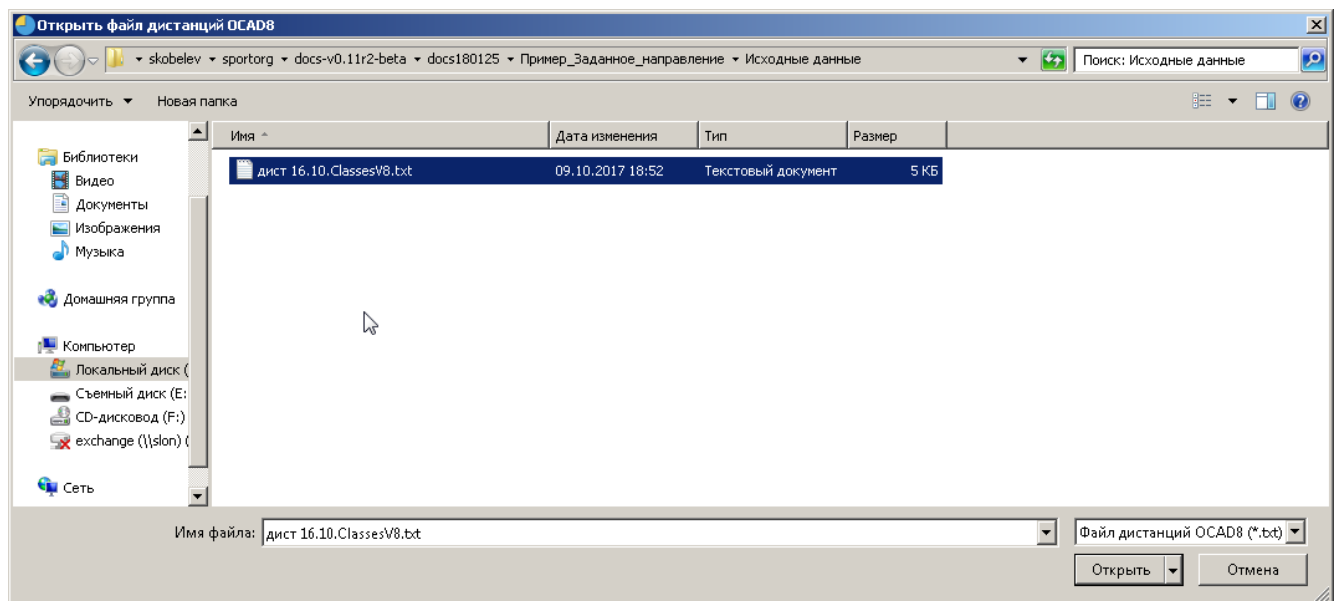 Открыть файл дистанций OCAD8
skobelev sportorg docs-v0.11r2-beta docs180125 Пример_Заданное_направление Исходные данные
Поиск: Исходные данные
Упорядочить Новая папка
Имя Дата изменения Тип Размер
Библиотеки
Видео
Документы
Изображения
Музыка
Домашняя группа
Компьютер
Локальный диск (
Съемный диск (E:
CD-дисковод (F:)
exchange (\\slon) (
Сеть
дист 16.10.ClassesV8.txt 09.10.2017 18:52 Текстовый документ 5 КБ
Имя файла: дист 16.10.ClassesV8.txt
Файл дистанций OCAD8 (*.txt)
Открыть Отмена